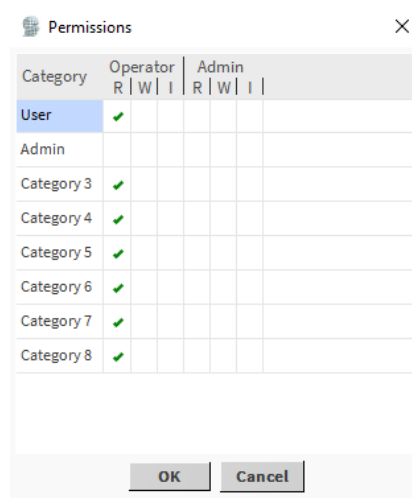 Permissions
Category Operator Admin
R W I R W I
User
Admin
Category 3
Category 4
Category 5
Category 6
Category 7
Category 8
OK Cancel